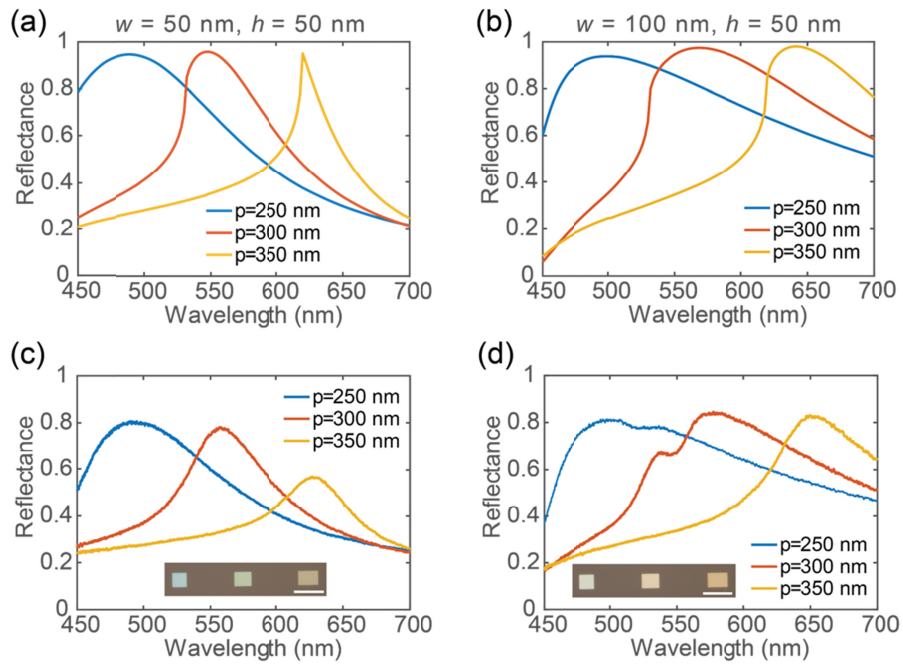 (a)
w = 50 nm, h = 50 nm
Reflectance
1
0.8
0.6
0.4
0.2
0
p=250 nm
p=300 nm
p=350 nm
450 500 550 600 650 700
Wavelength (nm)
(b)
w = 100 nm, h = 50 nm
Reflectance
1
0.8
0.6
0.4
0.2
0
p=250 nm
p=300 nm
p=350 nm
450 500 550 600 650 700
Wavelength (nm)
(c)
Reflectance
1
0.8
0.6
0.4
0.2
0
p=250 nm
p=300 nm
p=350 nm
450 500 550 600 650 700
Wavelength (nm)
(d)
Reflectance
1
0.8
0.6
0.4
0.2
0
p=250 nm
p=300 nm
p=350 nm
450 500 550 600 650 700
Wavelength (nm)